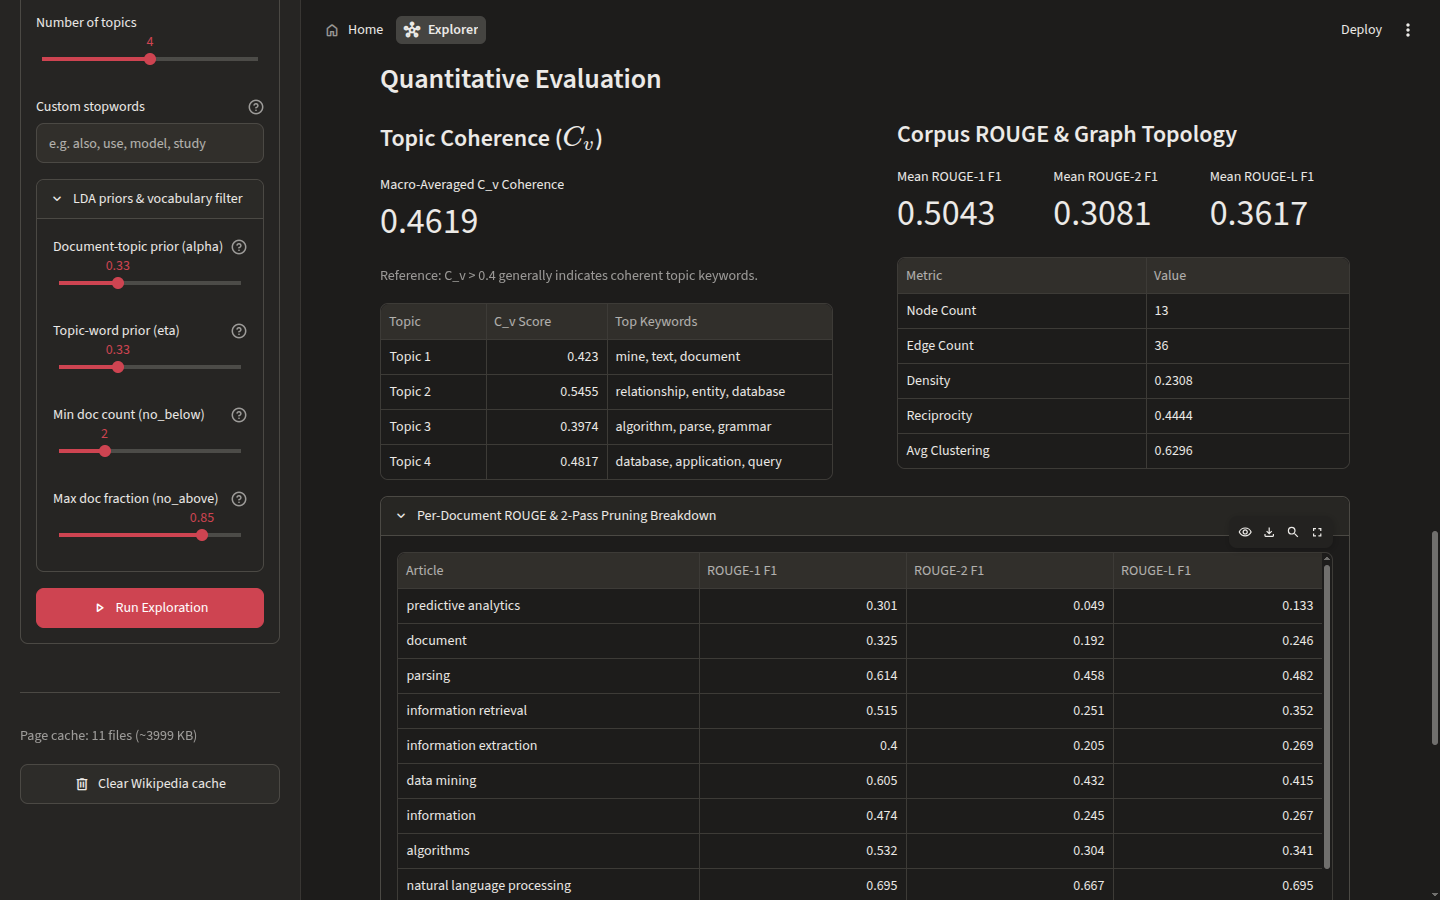 Number of topics
4
Custom stopwords
e.g. also, use, model, study
LDA priors & vocabulary filter
Document-topic prior (alpha)
0.33
Topic-word prior (eta)
0.33
Min doc count (no_below)
2
Max doc fraction (no_above)
0.85
Run Exploration
Page cache: 11 files (~3999 KB)
Clear Wikipedia cache
Home Explorer Deploy
Quantitative Evaluation
Topic Coherence (C_v)
Macro-Averaged C_v Coherence
0.4619
Reference: C_v > 0.4 generally indicates coherent topic keywords.
Topic C_v Score Top Keywords
Topic 1 0.423 mine, text, document
Topic 2 0.5455 relationship, entity, database
Topic 3 0.3974 algorithm, parse, grammar
Topic 4 0.4817 database, application, query
Corpus ROUGE & Graph Topology
Mean ROUGE-1 F1 Mean ROUGE-2 F1 Mean ROUGE-L F1
0.5043 0.3081 0.3617
Metric Value
Node Count 13
Edge Count 36
Density 0.2308
Reciprocity 0.4444
Avg Clustering 0.6296
Per-Document ROUGE & 2-Pass Pruning Breakdown
Article ROUGE-1 F1 ROUGE-2 F1 ROUGE-L F1
predictive analytics 0.301 0.049 0.133
document 0.325 0.192 0.246
parsing 0.614 0.458 0.482
information retrieval 0.515 0.251 0.352
information extraction 0.4 0.205 0.269
data mining 0.605 0.432 0.415
information 0.474 0.245 0.267
algorithms 0.532 0.304 0.341
natural language processing 0.695 0.667 0.695